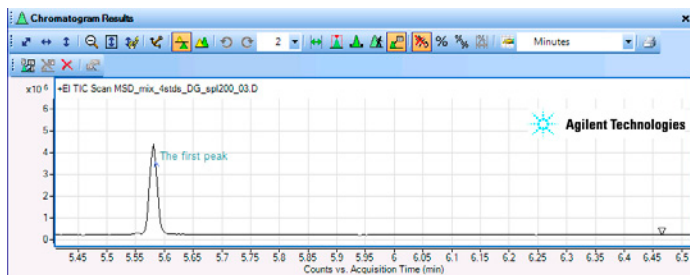 Chromatogram Results
2 % Minutes
x10 6 +EI TIC Scan MSD_mix_4stds_DG_spl200_03.D
6
5
4
3
2
1
0
The first peak
Agilent Technologies
5.45 5.5 5.55 5.6 5.65 5.7 5.75 5.8 5.85 5.9 5.95 6 6.05 6.1 6.15 6.2 6.25 6.3 6.35 6.4 6.45 6.5
Counts vs. Acquisition Time (min)